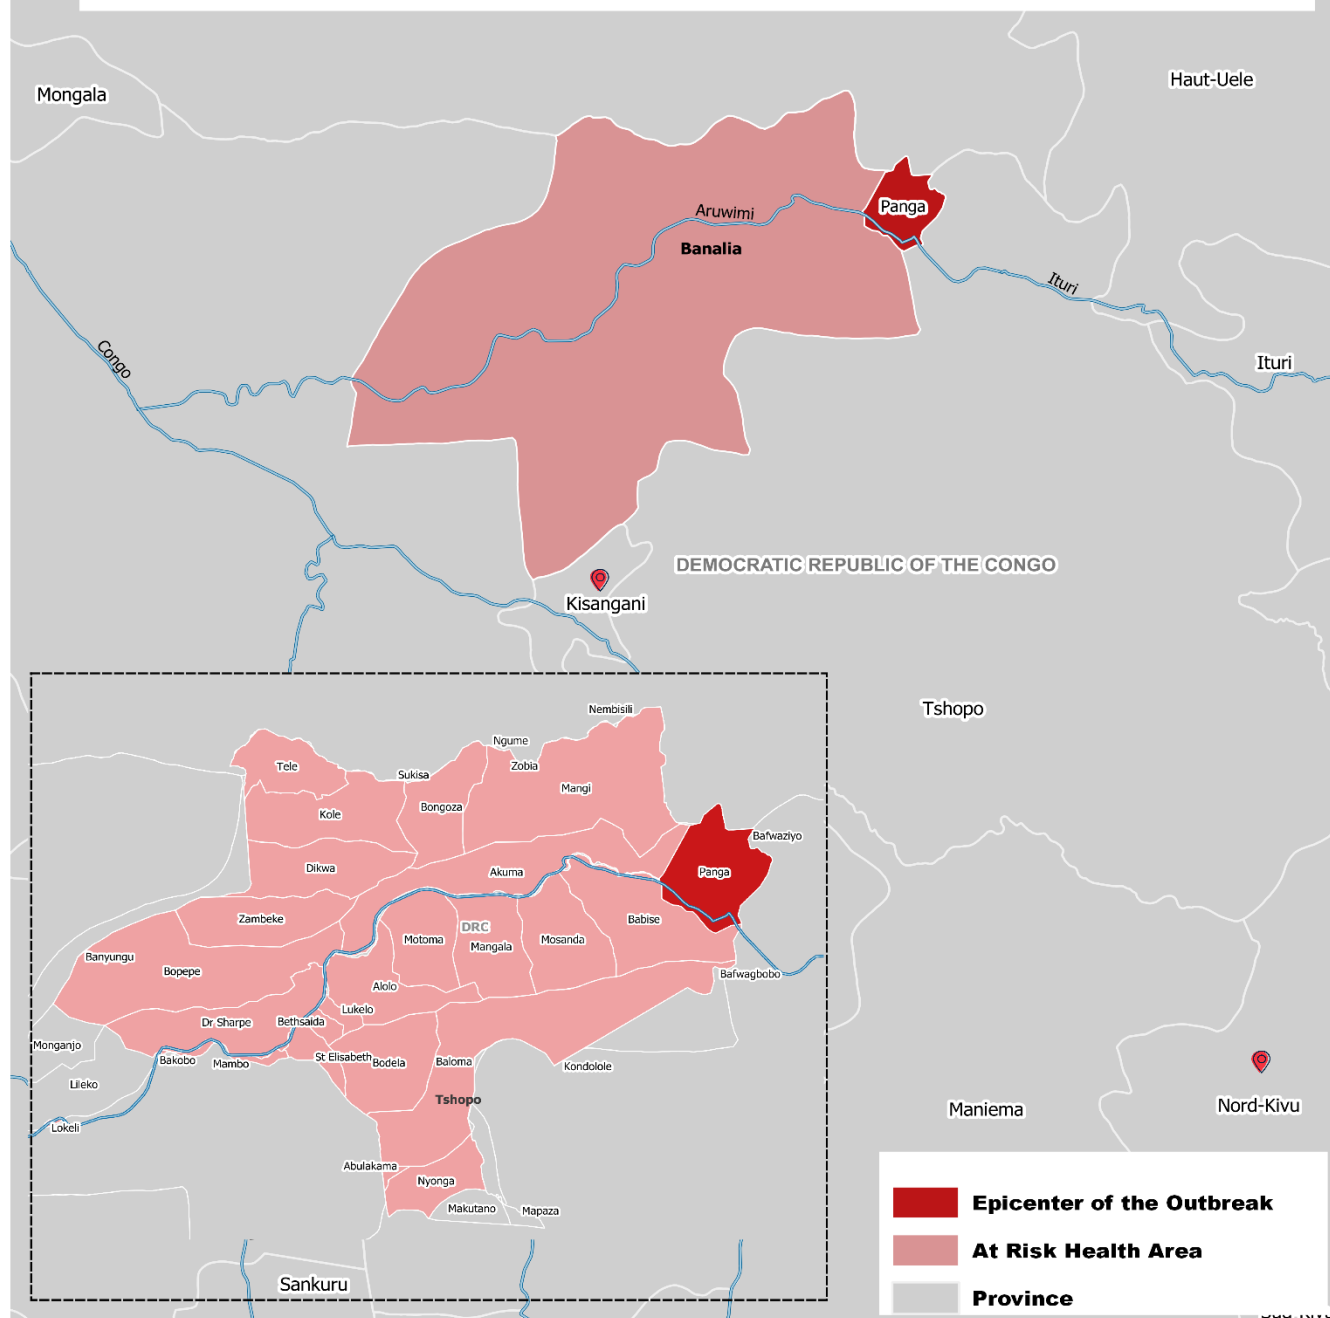 Haut-Uele
Mongala
Panga
Aruwimi
Banalia
Ituri
Congo
Ituri
DEMOCRATIC REPUBLIC OF THE CONGO
Kisangani
Tshopo
Nembisili
Ngume
Zobia
Tele
Sukisa
Mangi
Bongoza
Kole
Bafwaziyo
Dikwa
Akuma
Panga
Zambeke
Babise
DRC
Motoma
Mangala
Mosanda
Banyungu
Bopepe
Bafwagbobo
Alolo
Lukelo
Dr Sharpe
Bethsaida
Monganjo
St Elisabeth
Bodela
Baloma
Bakobo
Mambo
Kondolole
Lileko
Tshopo
Lokeli
Abulakama
Nyonga
Makutano
Mapaza
Sankuru
Maniema
Nord-Kivu
Epicenter of the Outbreak
At Risk Health Area
Province